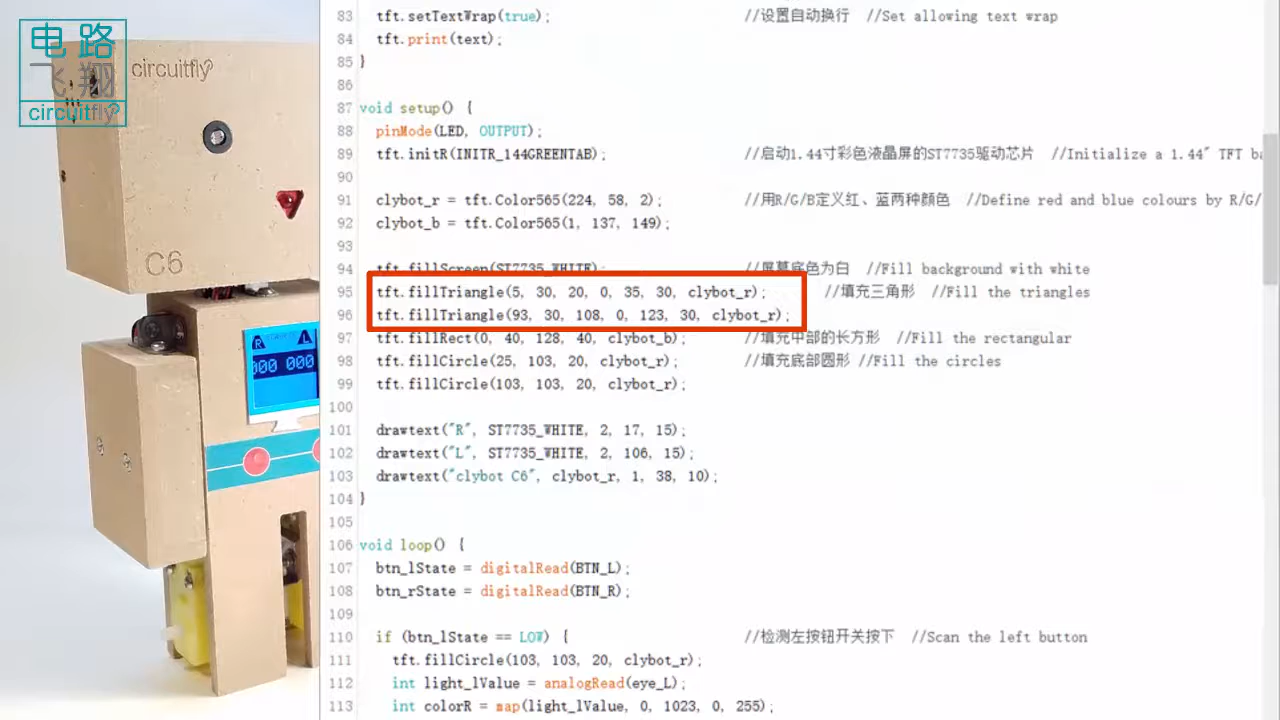 电路
飞翔
circuitfly?
circuitfly?
C6
R L
000 000
83 tft.setTextWrap(true); //设置自动换行 //Set allowing text wrap
84 tft.print(text);
85 }
86
87 void setup() {
88 pinMode(LED, OUTPUT);
89 tft.initR(INITR_144GREENTAB); //启动1.44寸彩色液晶屏的ST7735驱动芯片 //Initialize a 1.44" TFT ba
90
91 clybot_r = tft.Color565(224, 58, 2); //用R/G/B定义红、蓝两种颜色 //Define red and blue colours by R/G/
92 clybot_b = tft.Color565(1, 137, 149);
93
94 tft.fillScreen(ST7735_WHITE); //屏幕底色为白 //Fill background with white
95 tft.fillTriangle(5, 30, 20, 0, 35, 30, clybot_r); //填充三角形 //Fill the triangles
96 tft.fillTriangle(93, 30, 108, 0, 123, 30, clybot_r);
97 tft.fillRect(0, 40, 128, 40, clybot_b); //填充中部的长方形 //Fill the rectangular
98 tft.fillCircle(25, 103, 20, clybot_r); //填充底部圆形 //Fill the circles
99 tft.fillCircle(103, 103, 20, clybot_r);
100
101 drawtext("R", ST7735_WHITE, 2, 17, 15);
102 drawtext("L", ST7735_WHITE, 2, 106, 15);
103 drawtext("clybot C6", clybot_r, 1, 38, 10);
104 }
105
106 void loop() {
107 btn_lState = digitalRead(BTN_L);
108 btn_rState = digitalRead(BTN_R);
109
110 if (btn_lState == LOW) { //检测左按钮开关按下 //Scan the left button
111 tft.fillCircle(103, 103, 20, clybot_r);
112 int light_lValue = analogRead(eye_L);
113 int colorR = map(light_lValue, 0, 1023, 0, 255);